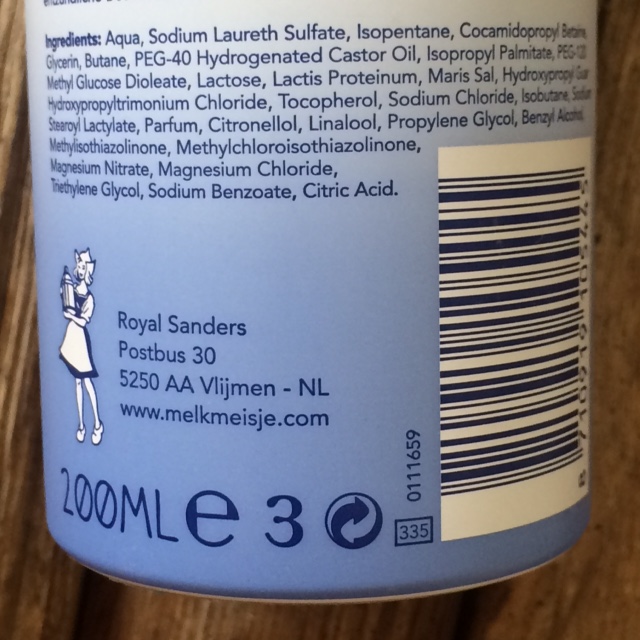 Ingredients: Aqua, Sodium Laureth Sulfate, Isopentane, Cocamidopropyl Betaine,
Glycerin, Butane, PEG-40 Hydrogenated Castor Oil, Isopropyl Palmitate, PEG-120
Methyl Glucose Dioleate, Lactose, Lactis Proteinum, Maris Sal, Hydroxypropyl Guar
Hydroxypropyltrimonium Chloride, Tocopherol, Sodium Chloride, Isobutane, Sodium
Stearoyl Lactylate, Parfum, Citronellol, Linalool, Propylene Glycol, Benzyl Alcohol,
Methylisothiazolinone, Methylchloroisothiazolinone,
Magnesium Nitrate, Magnesium Chloride,
Triethylene Glycol, Sodium Benzoate, Citric Acid.
Royal Sanders
Postbus 30
5250 AA Vlijmen - NL
www.melkmeisje.com
200ML e 3
335
0111659